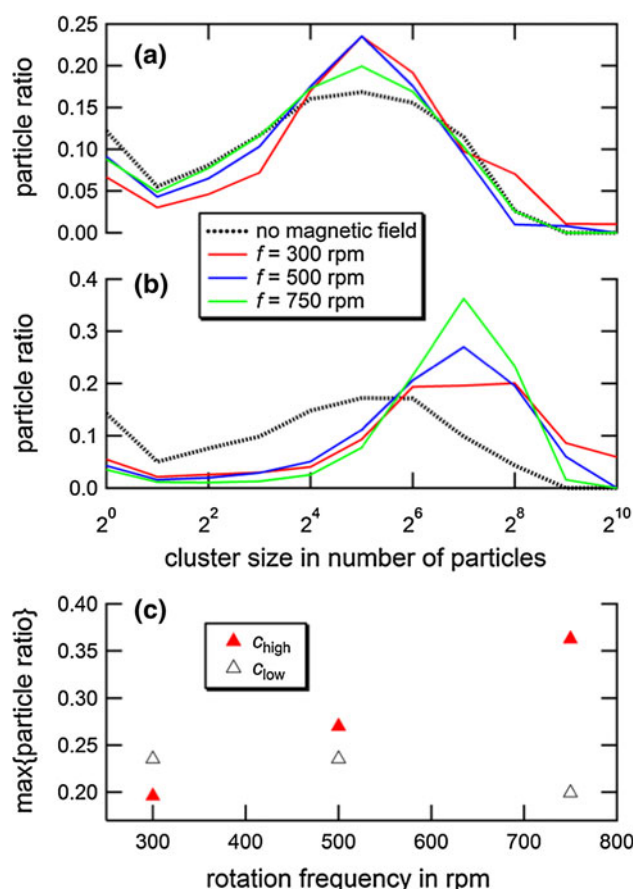 (a)
particle ratio
0.25
0.20
0.15
0.10
0.05
0.00
no magnetic field
f = 300 rpm
f = 500 rpm
f = 750 rpm
(b)
particle ratio
0.4
0.3
0.2
0.1
0.0
2^0 2^2 2^4 2^6 2^8 2^10
cluster size in number of particles
(c)
max{particle ratio}
0.40
0.35
0.30
0.25
0.20
c_high
c_low
300 400 500 600 700 800
rotation frequency in rpm